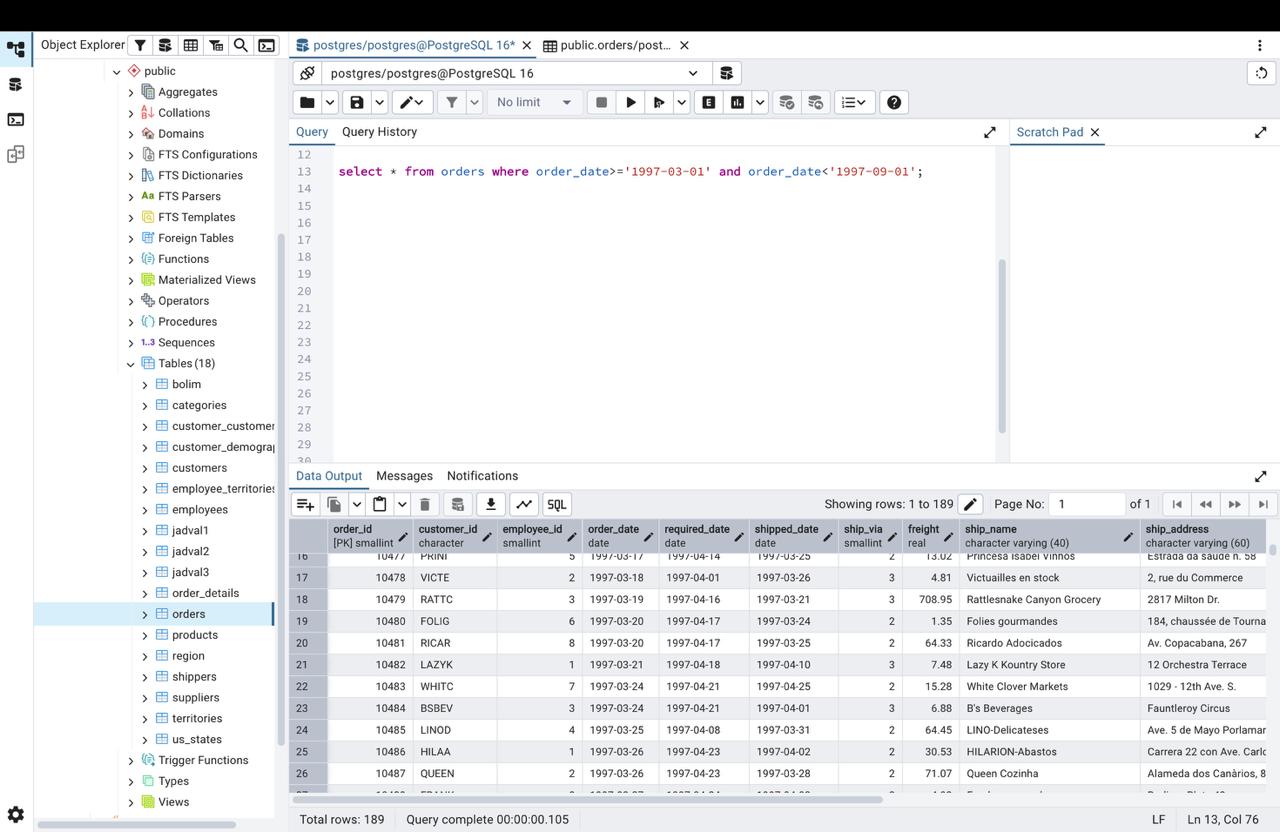 Object Explorer
postgres/postgres@PostgreSQL 16*
public.orders/post...
postgres/postgres@PostgreSQL 16
No limit
E
Query
Query History
Scratch Pad
public
Aggregates
Collations
Domains
FTS Configurations
FTS Dictionaries
Aa FTS Parsers
FTS Templates
Foreign Tables
Functions
Materialized Views
Operators
Procedures
1..3 Sequences
Tables (18)
bolim
categories
customer_customer
customer_demogra
customers
employee_territories
employees
jadval1
jadval2
jadval3
order_details
orders
products
region
shippers
suppliers
territories
us_states
Trigger Functions
Types
Views
12
13 select * from orders where order_date>='1997-03-01' and order_date<'1997-09-01';
14
15
16
17
18
19
20
21
22
23
24
25
26
27
28
29
30
Data Output
Messages
Notifications
SQL
Showing rows: 1 to 189
Page No: 1 of 1
order_id [PK] smallint
customer_id character
employee_id smallint
order_date date
required_date date
shipped_date date
ship_via smallint
freight real
ship_name character varying (40)
ship_address character varying (60)
16 10477 PRINI 5 1997-03-17 1997-04-14 1997-03-25 2 13.02 Princesa Isabel Vinhos Estrada da saúde n. 58
17 10478 VICTE 2 1997-03-18 1997-04-01 1997-03-26 3 4.81 Victuailles en stock 2, rue du Commerce
18 10479 RATTC 3 1997-03-19 1997-04-16 1997-03-21 3 708.95 Rattlesnake Canyon Grocery 2817 Milton Dr.
19 10480 FOLIG 6 1997-03-20 1997-04-17 1997-03-24 2 1.35 Folies gourmandes 184, chaussée de Tourna
20 10481 RICAR 8 1997-03-20 1997-04-17 1997-03-25 2 64.33 Ricardo Adocicados Av. Copacabana, 267
21 10482 LAZYK 1 1997-03-21 1997-04-18 1997-04-10 3 7.48 Lazy K Kountry Store 12 Orchestra Terrace
22 10483 WHITC 7 1997-03-24 1997-04-21 1997-04-25 2 15.28 White Clover Markets 1029 - 12th Ave. S.
23 10484 BSBEV 3 1997-03-24 1997-04-21 1997-04-01 3 6.88 B's Beverages Fauntleroy Circus
24 10485 LINOD 4 1997-03-25 1997-04-08 1997-03-31 2 64.45 LINO-Delicateses Ave. 5 de Mayo Porlamar
25 10486 HILAA 1 1997-03-26 1997-04-23 1997-04-02 2 30.53 HILARION-Abastos Carrera 22 con Ave. Carlo
26 10487 QUEEN 2 1997-03-26 1997-04-23 1997-03-28 2 71.07 Queen Cozinha Alameda dos Canàrios, 8
Total rows: 189
Query complete 00:00:00.105
LF
Ln 13, Col 76